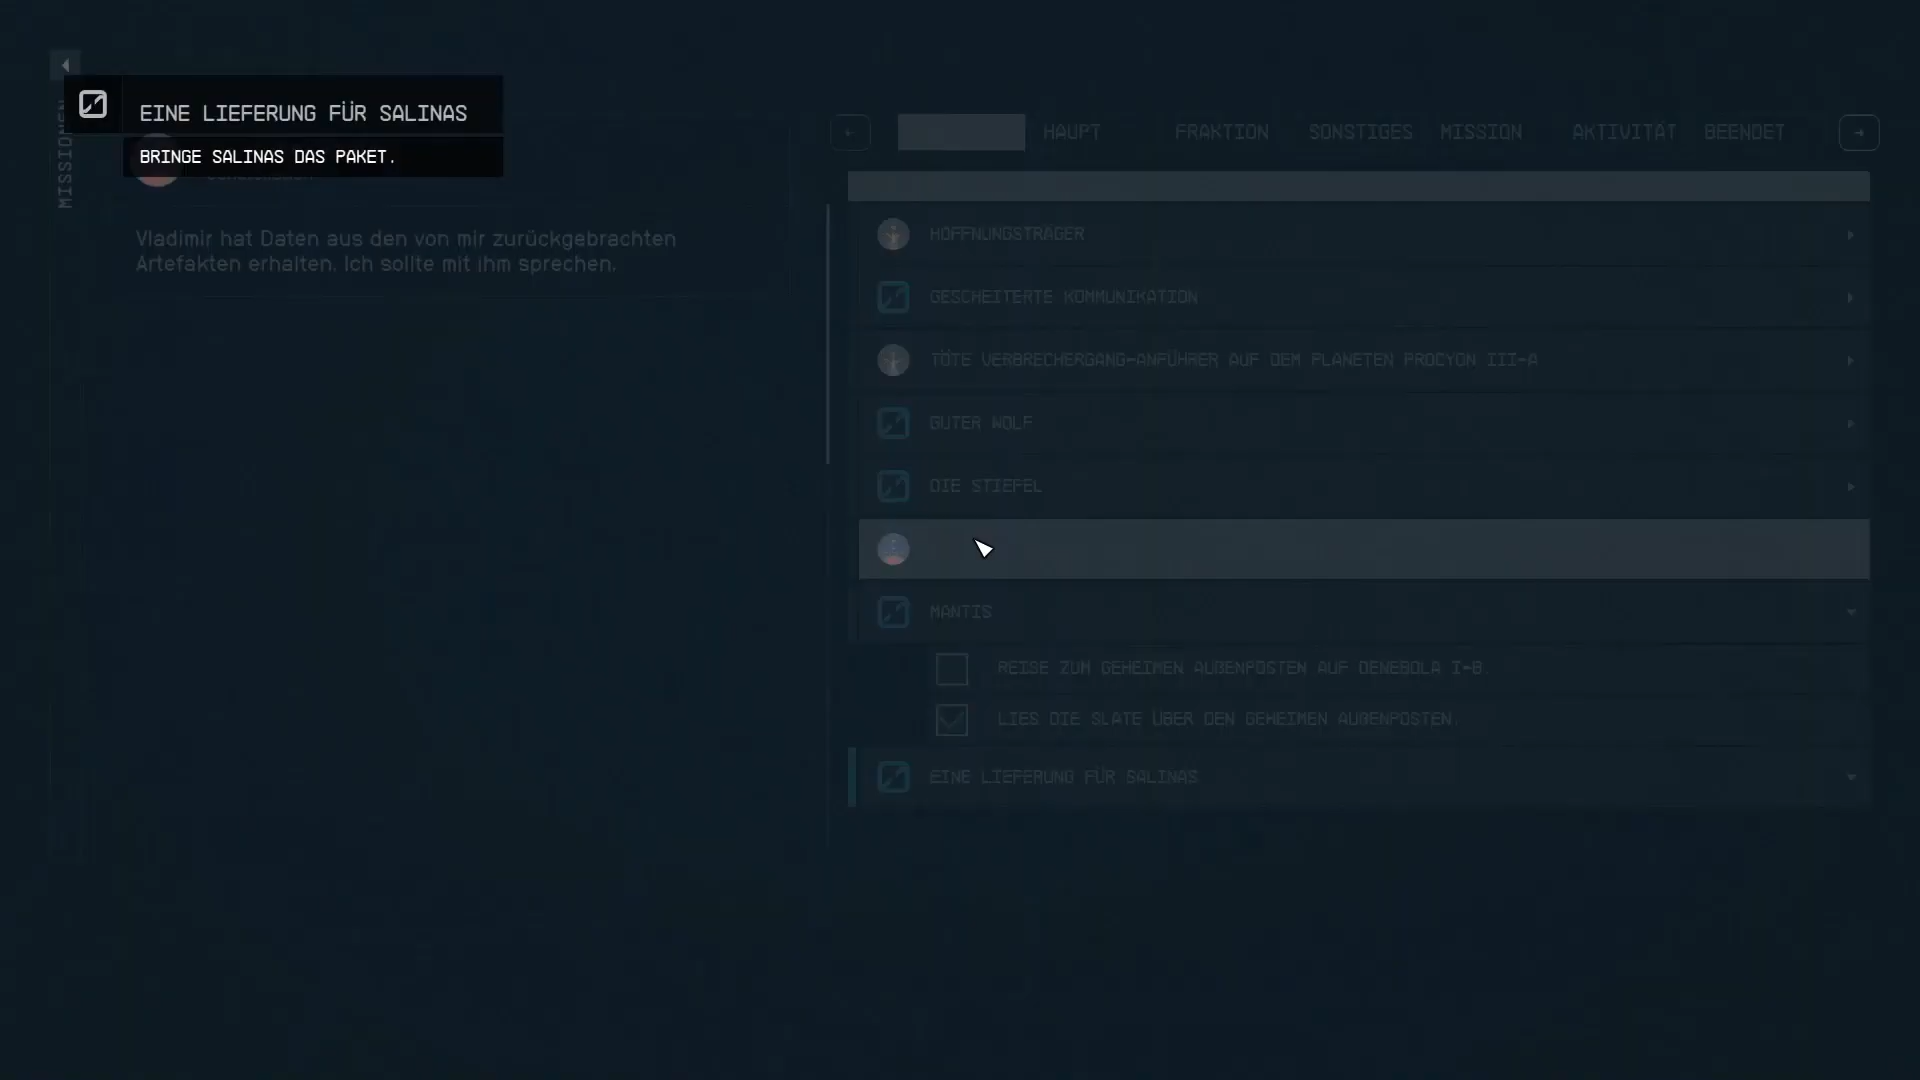 EINE LIEFERUNG FÜR SALINAS
BRINGE SALINAS DAS PAKET.
MISSIONEN
Vladimir hat Daten aus den von mir zurückgebrachten
Artefakten erhalten. Ich sollte mit ihm sprechen.
HAUPT FRAKTION SONSTIGES MISSION AKTIVITÄT BEENDET
HOFFNUNGSTRÄGER
GESCHEITERTE KOMMUNIKATION
TÖTE VERBRECHERGANG-ANFÜHRER AUF DEM PLANETEN PROCYON III-A
GUTER WOLF
DIE STIEFEL
MANTIS
REISE ZUM GEHEIMEN AUẞENPOSTEN AUF DENEBOLA I-B.
LIES DIE SLATE ÜBER DEN GEHEIMEN AUẞENPOSTEN.
EINE LIEFERUNG FÜR SALINAS